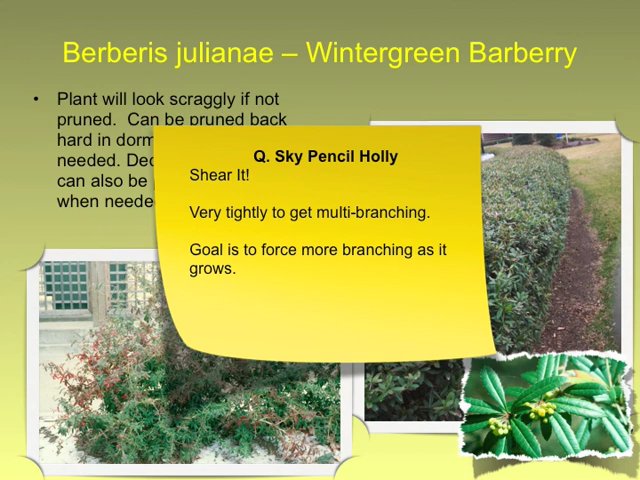 Berberis julianae – Wintergreen Barberry
• Plant will look scraggly if not
pruned. Can be pruned back
hard in dorm
needed. Dec
can also be
when neede
Q. Sky Pencil Holly
Shear It!
Very tightly to get multi-branching.
Goal is to force more branching as it
grows.